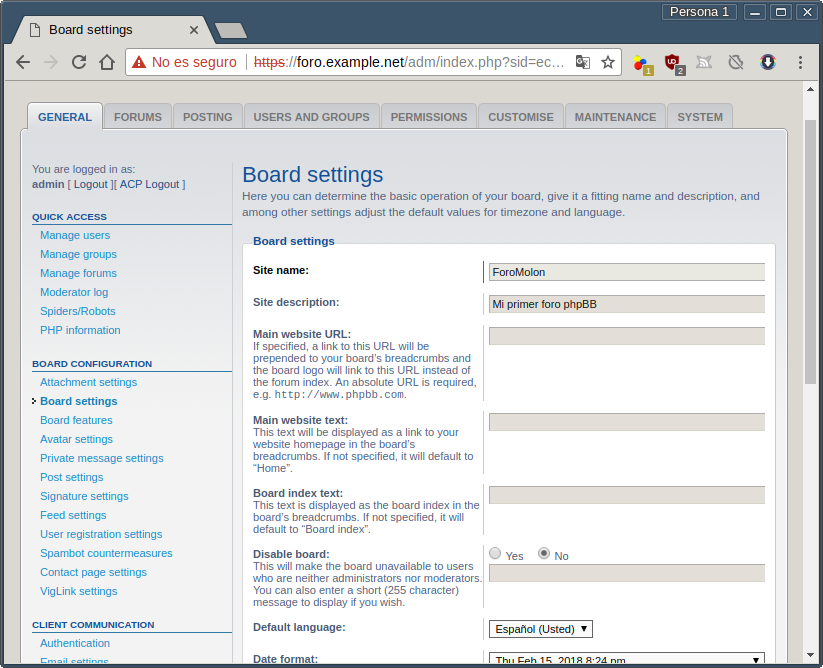 Persona 1
Board settings
No es seguro https://foro.example.net/adm/index.php?sid=ec...
1
2
GENERAL FORUMS POSTING USERS AND GROUPS PERMISSIONS CUSTOMISE MAINTENANCE SYSTEM
You are logged in as:
admin [ Logout ][ ACP Logout ]
QUICK ACCESS
Manage users
Manage groups
Manage forums
Moderator log
Spiders/Robots
PHP information
BOARD CONFIGURATION
Attachment settings
Board settings
Board features
Avatar settings
Private message settings
Post settings
Signature settings
Feed settings
User registration settings
Spambot countermeasures
Contact page settings
VigLink settings
CLIENT COMMUNICATION
Authentication
Email settings
Board settings
Here you can determine the basic operation of your board, give it a fitting name and description, and
among other settings adjust the default values for timezone and language.
Board settings
Site name: ForoMolon
Site description: Mi primer foro phpBB
Main website URL:
If specified, a link to this URL will be
prepended to your board’s breadcrumbs and
the board logo will link to this URL instead of
the forum index. An absolute URL is required,
e.g. http://www.phpbb.com.
Main website text:
This text will be displayed as a link to your
website homepage in the board’s
breadcrumbs. If not specified, it will default to
“Home”.
Board index text:
This text is displayed as the board index in the
board’s breadcrumbs. If not specified, it will
default to “Board index”.
Disable board: Yes No
This will make the board unavailable to users
who are neither administrators nor moderators.
You can also enter a short (255 character)
message to display if you wish.
Default language: Español (Usted)
Date format: Thu Feb 15, 2018 8:24 pm